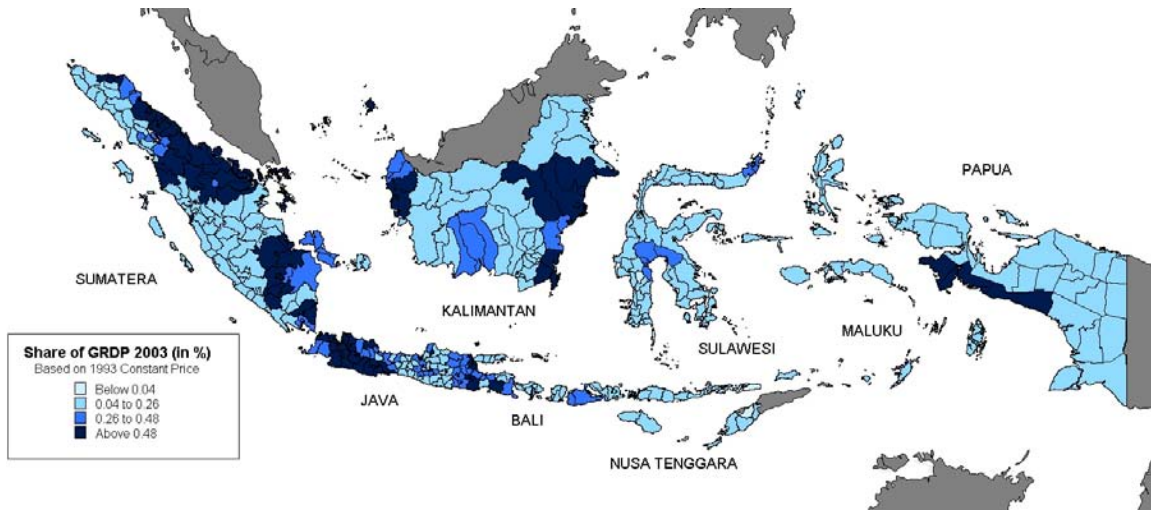 PAPUA
SUMATERA
KALIMANTAN
MALUKU
SULAWESI
JAVA
BALI
NUSA TENGGARA
Share of GRDP 2003 (in %)
Based on 1993 Constant Price
Below 0.04
0.04 to 0.26
0.26 to 0.48
Above 0.48